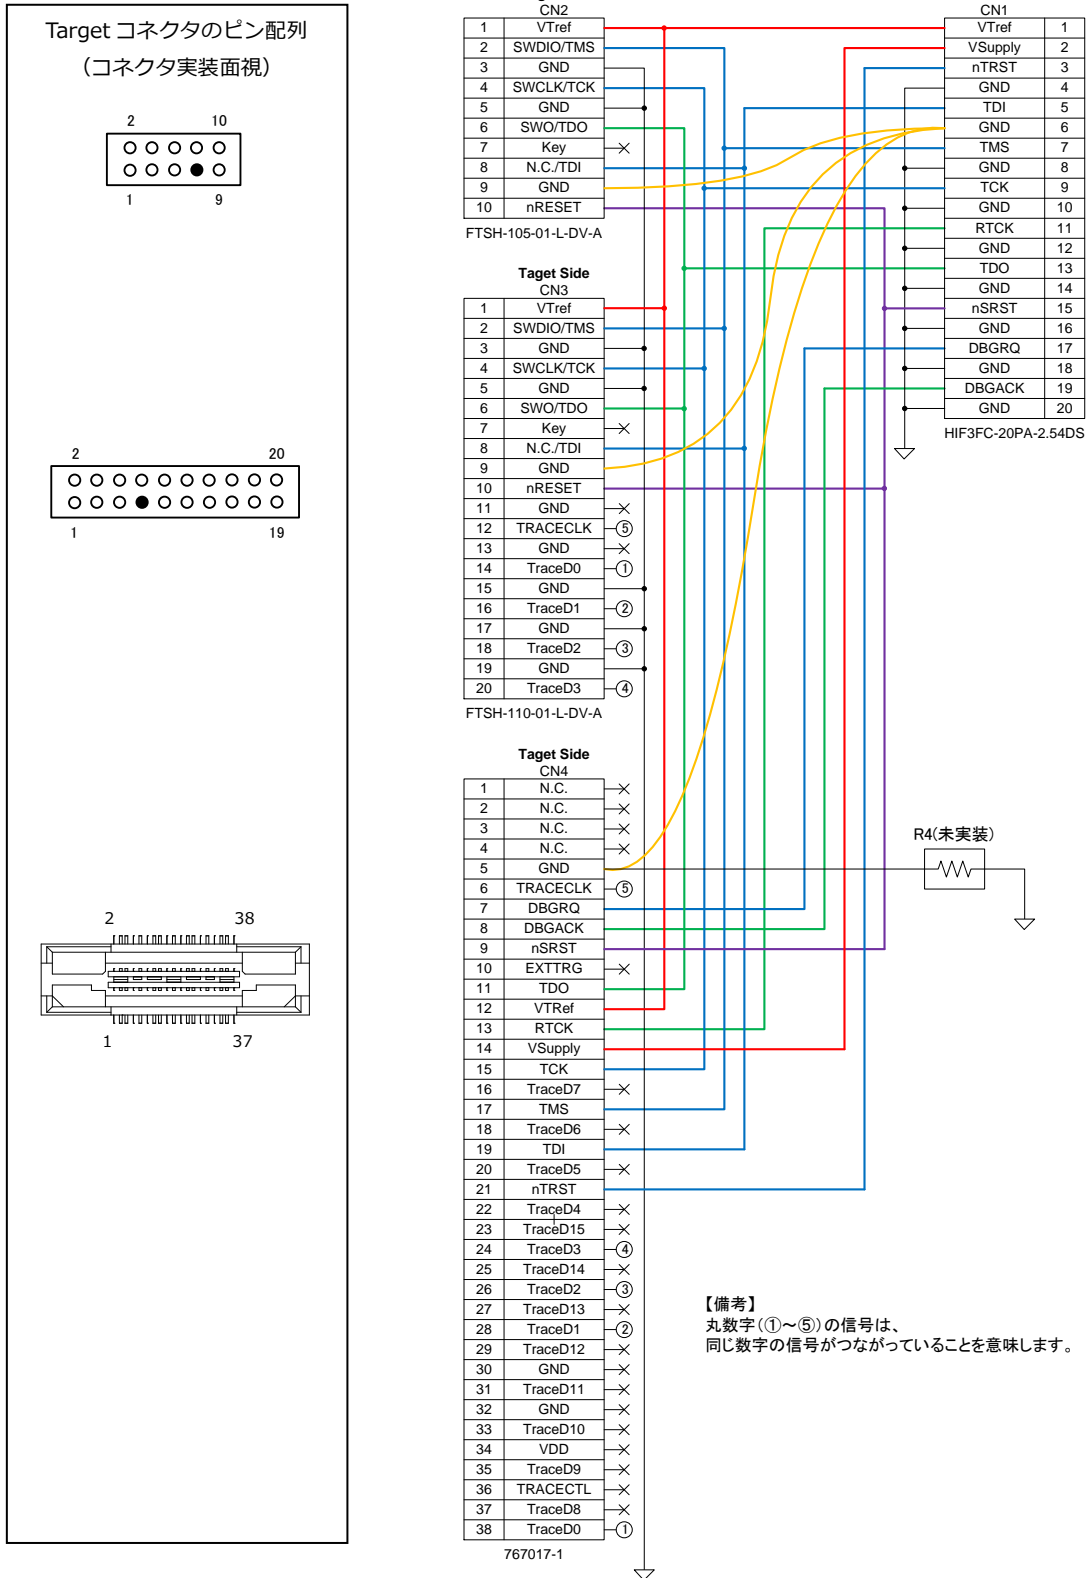 Target コネクタのピン配列
（コネクタ実装面視）
2 10
1 9
2 20
1 19
2 38
1 37
CN2
1 VTref
2 SWDIO/TMS
3 GND
4 SWCLK/TCK
5 GND
6 SWO/TDO
7 Key
8 N.C./TDI
9 GND
10 nRESET
FTSH-105-01-L-DV-A
Taget Side
CN3
1 VTref
2 SWDIO/TMS
3 GND
4 SWCLK/TCK
5 GND
6 SWO/TDO
7 Key
8 N.C./TDI
9 GND
10 nRESET
11 GND
12 TRACECLK ⑤
13 GND
14 TraceD0 ①
15 GND
16 TraceD1 ②
17 GND
18 TraceD2 ③
19 GND
20 TraceD3 ④
FTSH-110-01-L-DV-A
Taget Side
CN4
1 N.C.
2 N.C.
3 N.C.
4 N.C.
5 GND
6 TRACECLK ⑤
7 DBGRQ
8 DBGACK
9 nSRST
10 EXTTRG
11 TDO
12 VTRef
13 RTCK
14 VSupply
15 TCK
16 TraceD7
17 TMS
18 TraceD6
19 TDI
20 TraceD5
21 nTRST
22 TraceD4
23 TraceD15
24 TraceD3 ④
25 TraceD14
26 TraceD2 ③
27 TraceD13
28 TraceD1 ②
29 TraceD12
30 GND
31 TraceD11
32 GND
33 TraceD10
34 VDD
35 TraceD9
36 TRACECTL
37 TraceD8
38 TraceD0 ①
767017-1
CN1
VTref 1
VSupply 2
nTRST 3
GND 4
TDI 5
GND 6
TMS 7
GND 8
TCK 9
GND 10
RTCK 11
GND 12
TDO 13
GND 14
nSRST 15
GND 16
DBGRQ 17
GND 18
DBGACK 19
GND 20
HIF3FC-20PA-2.54DS
R4(未実装)
【備考】
丸数字(①～⑤)の信号は、
同じ数字の信号がつながっていることを意味します。